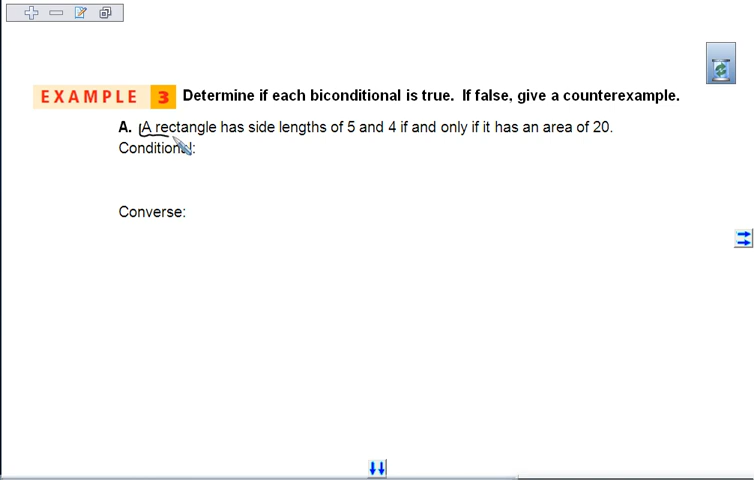 EXAMPLE 3 Determine if each biconditional is true. If false, give a counterexample.
A. A rectangle has side lengths of 5 and 4 if and only if it has an area of 20.
Conditional:
Converse: